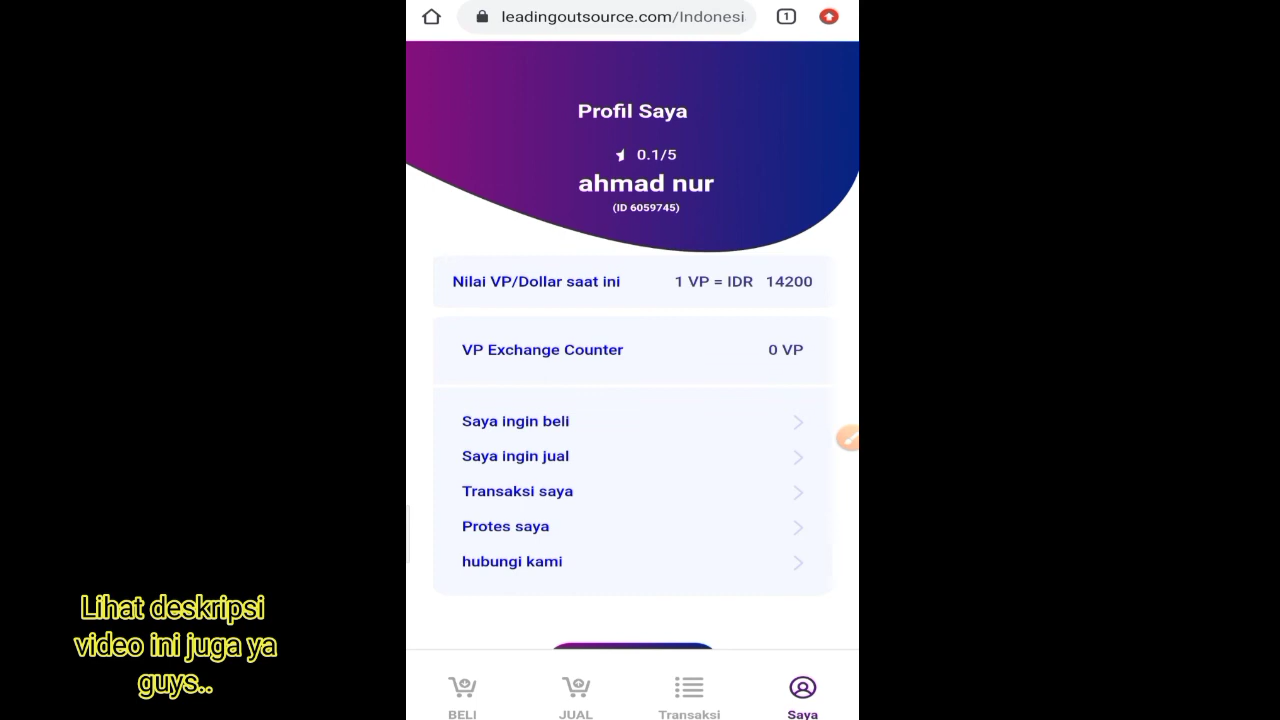 leadingoutsource.com/Indonesi
1
Profil Saya
0.1/5
ahmad nur
(ID 6059745)
Nilai VP/Dollar saat ini 1 VP = IDR 14200
VP Exchange Counter 0 VP
Saya ingin beli
Saya ingin jual
Transaksi saya
Protes saya
hubungi kami
Lihat deskripsi
video ini juga ya
guys..
BELI JUAL Transaksi Saya